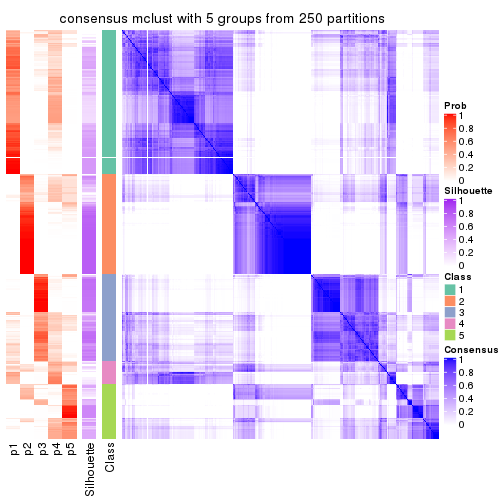 consensus mclust with 5 groups from 250 partitions
Prob
1
0.8
0.6
0.4
0.2
0
Silhouette
1
0.8
0.6
0.4
0.2
0
Class
1
2
3
4
5
Consensus
1
0.8
0.6
0.4
0.2
0
p1
p2
p3
p4
p5
Silhouette
Class